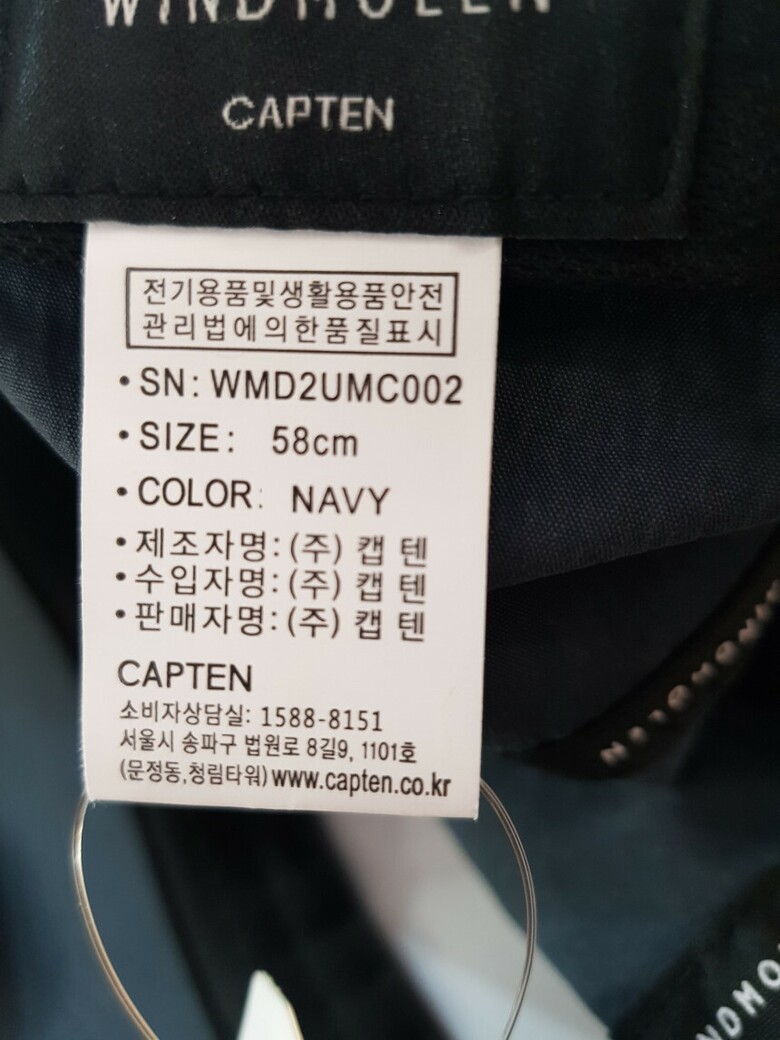 WINDMOLEN
CAPTEN
전기용품및생활용품안전
관리법에의한품질표시
• SN: WMD2UMC002
• SIZE: 58cm
• COLOR: NAVY
• 제조자명: (주) 캡 텐
• 수입자명: (주) 캡 텐
• 판매자명: (주) 캡 텐
CAPTEN
소비자상담실: 1588-8151
서울시 송파구 법원로 8길9, 1101호
(문정동,청림타워) www.capten.co.kr